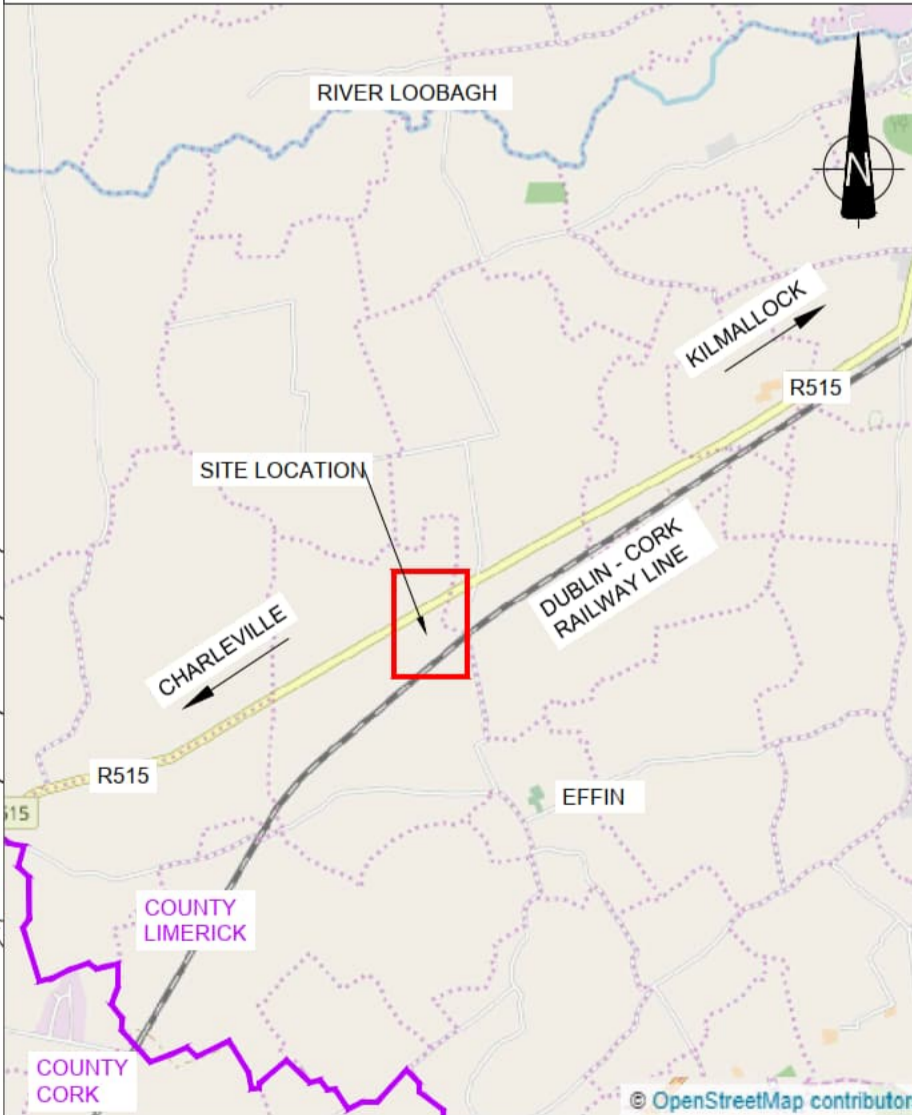 RIVER LOOBAGH
N
KILMALLOCK
R515
SITE LOCATION
DUBLIN - CORK
RAILWAY LINE
CHARLEVILLE
R515
EFFIN
515
COUNTY
LIMERICK
COUNTY
CORK
© OpenStreetMap contributor